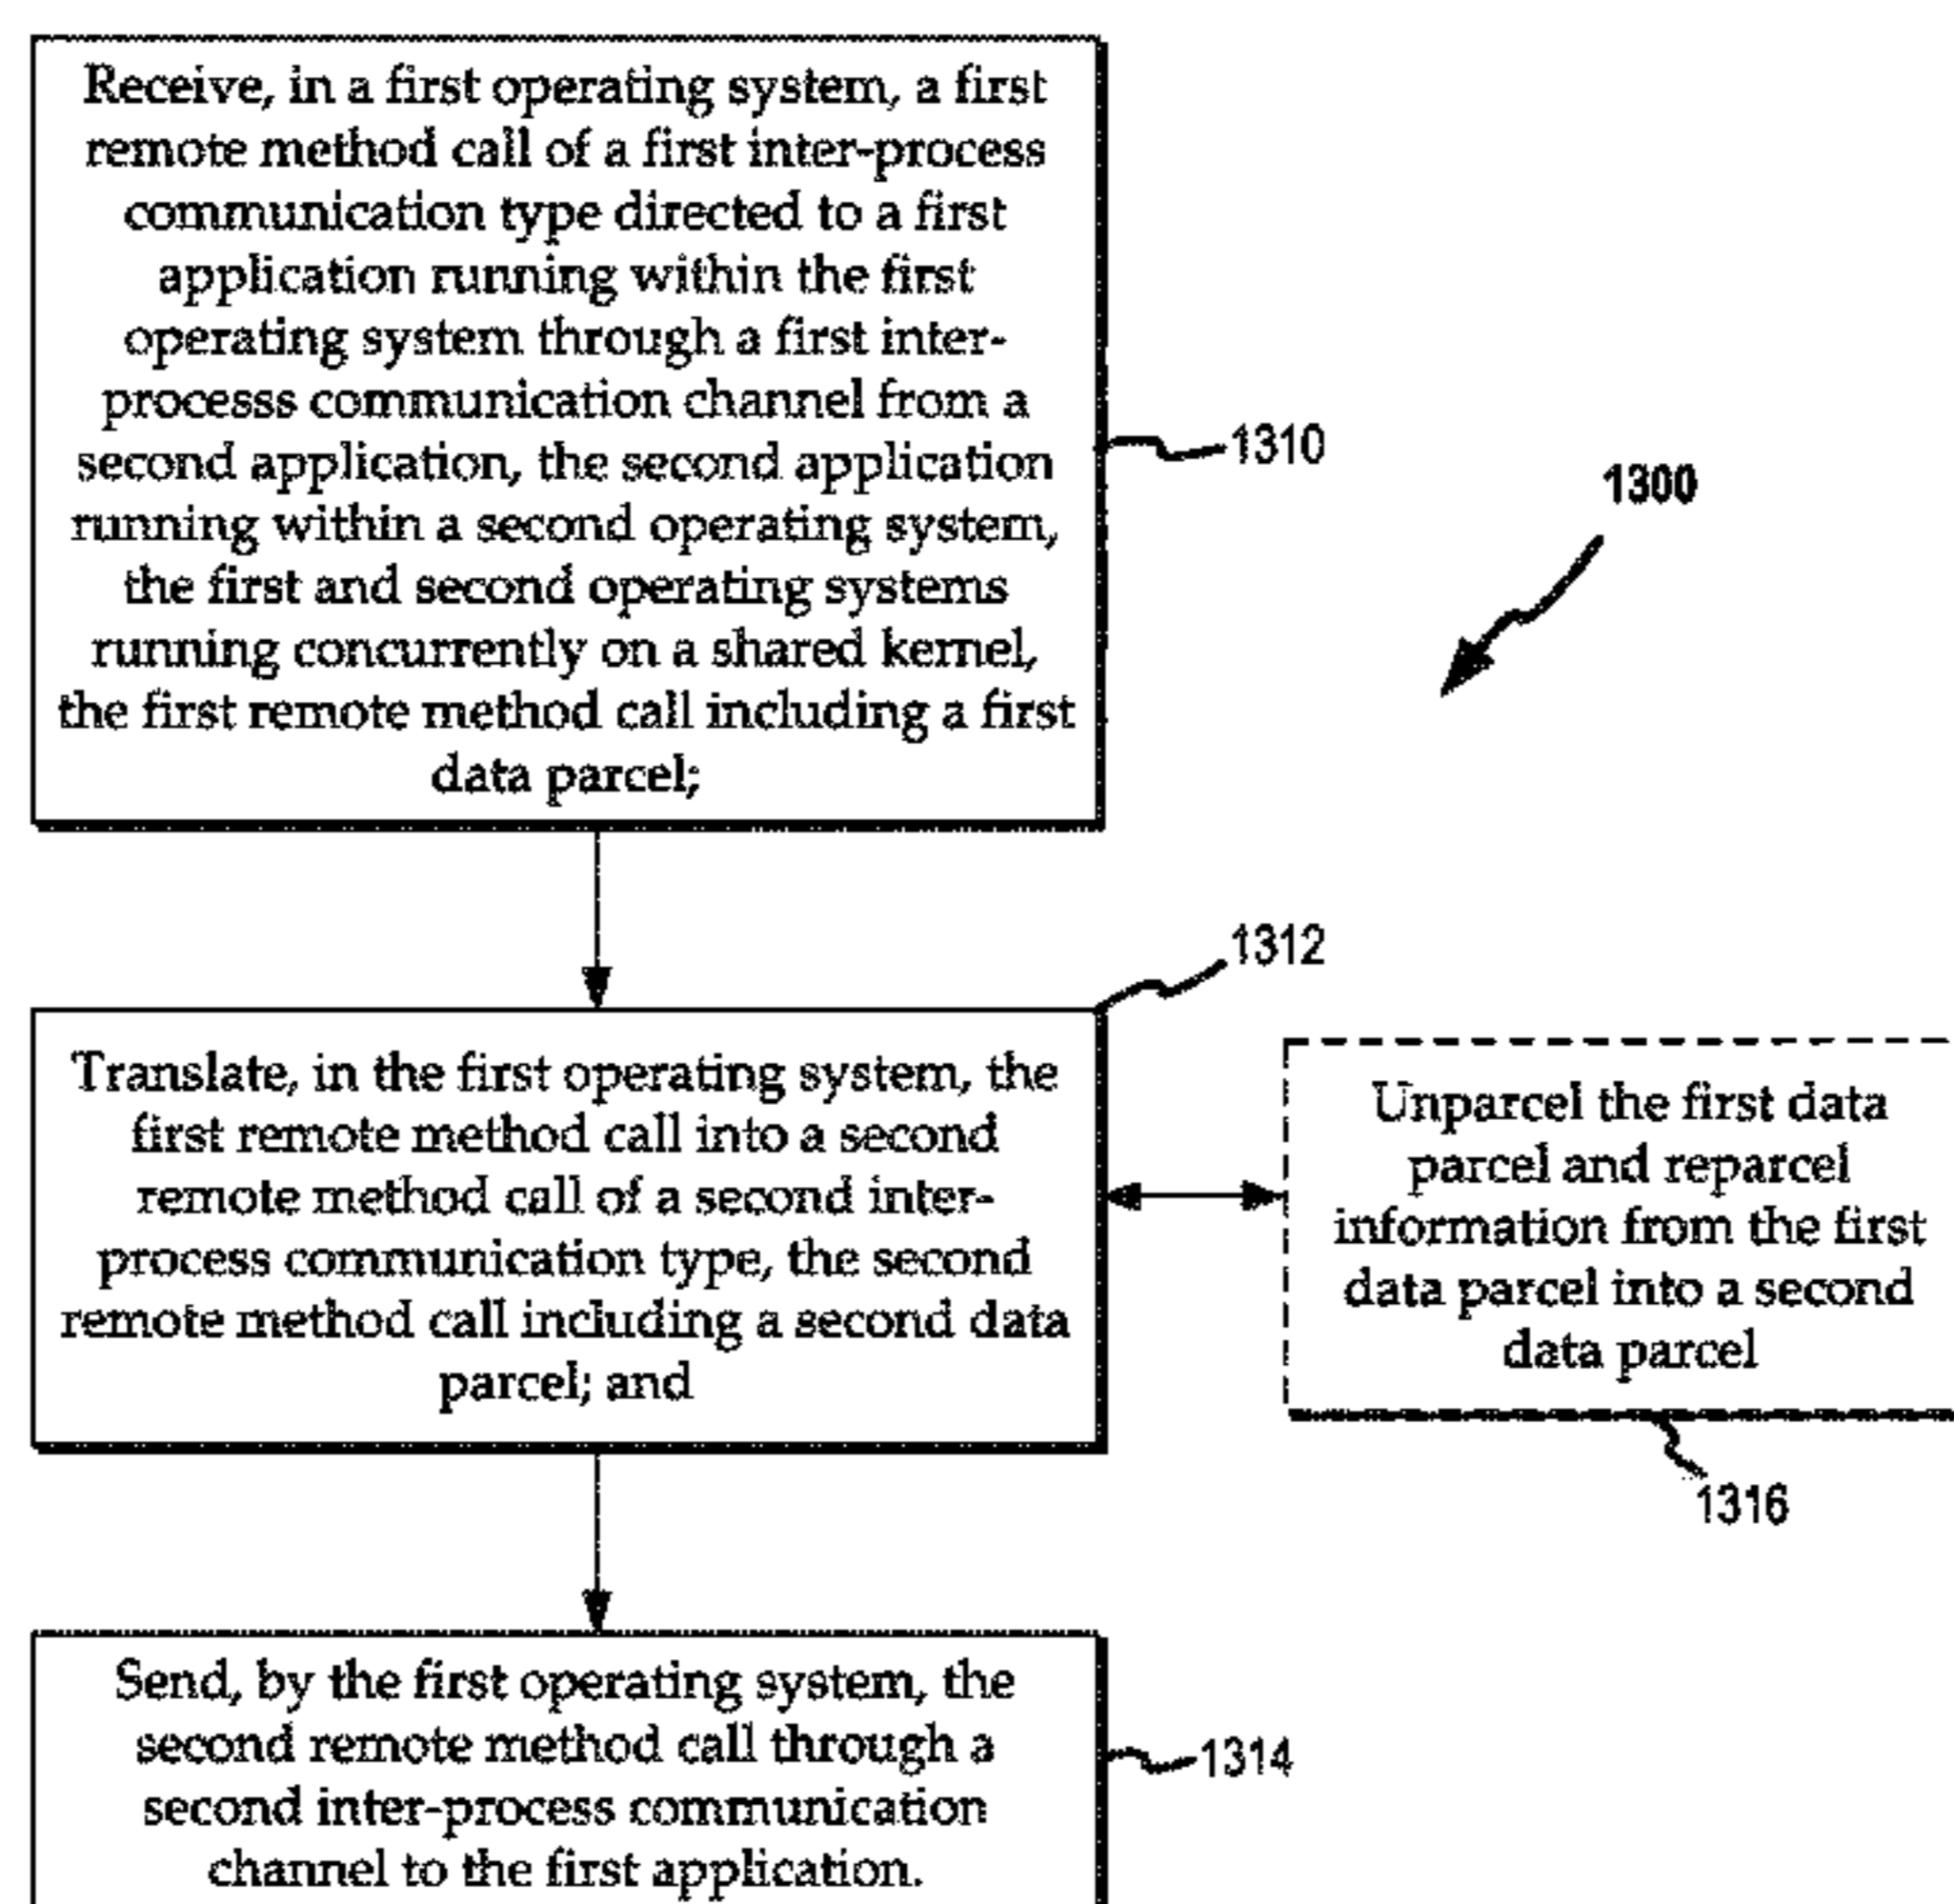 Receive, in a first operating system, a first
remote method call of a first inter-process
communication type directed to a first
application running within the first
operating system through a first inter-
processs communication channel from a
second application, the second application
running within a second operating system,
the first and second operating systems
running concurrently on a shared kernel,
the first remote method call including a first
data parcel;
1310
1300
1312
Translate, in the first operating system, the
first remote method call into a second
remote method call of a second inter-
process communication type, the second
remote method call including a second data
parcel; and
Unparcel the first data
parcel and reparcel
information from the first
data parcel into a second
data parcel
1316
Send, by the first operating system, the
second remote method call through a
second inter-process communication
channel to the first application.
1314